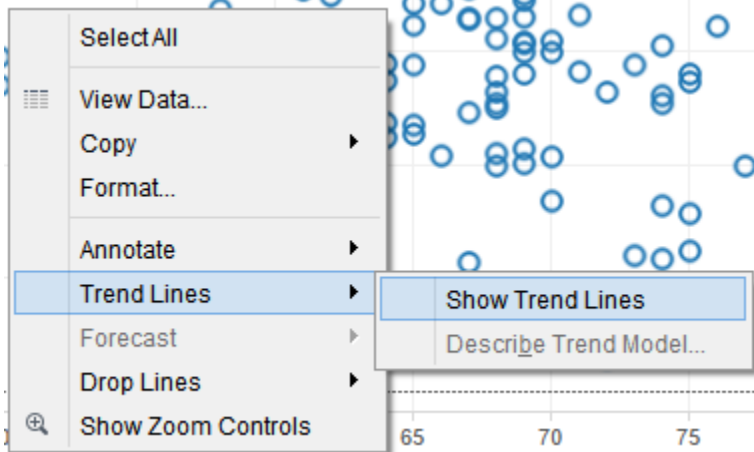 Select All
View Data...
Copy
Format...
Annotate
Trend Lines
Show Trend Lines
Forecast
Describe Trend Model...
Drop Lines
Show Zoom Controls
65 70 75